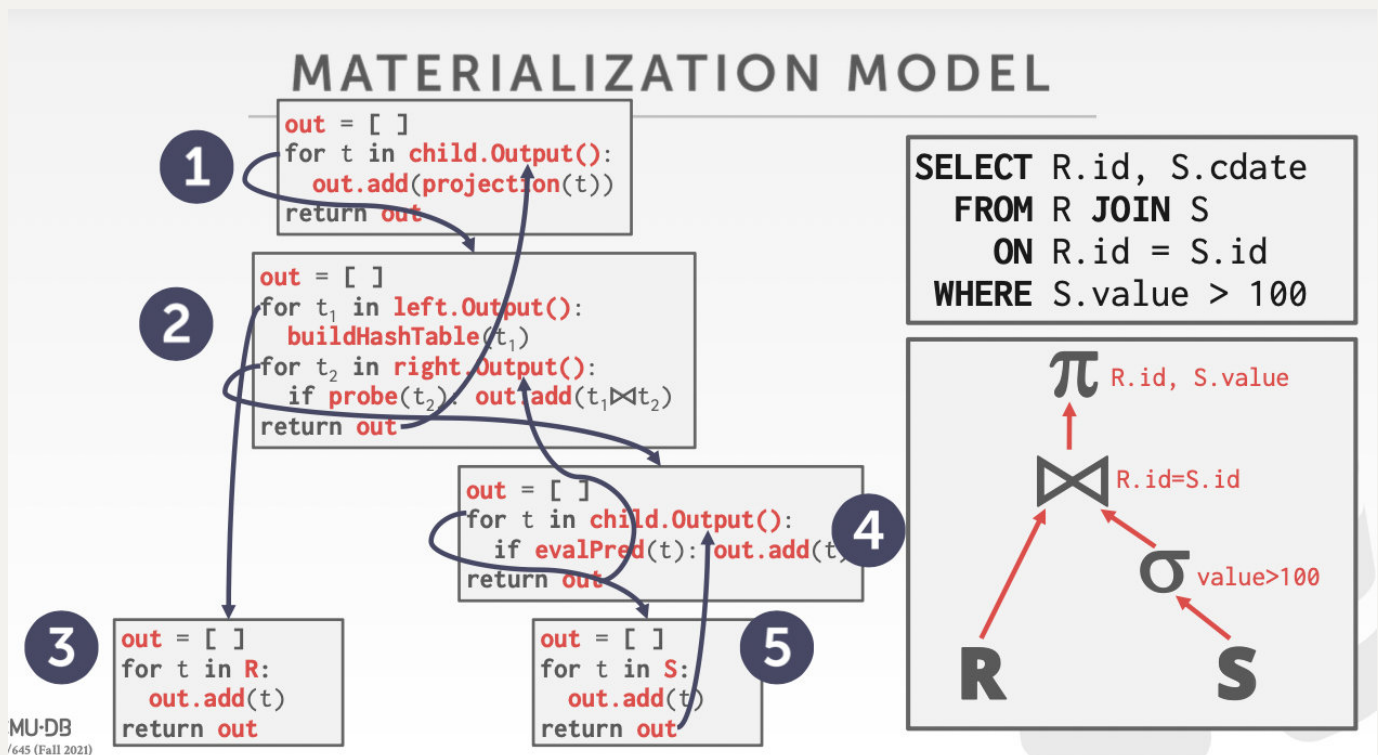 MATERIALIZATION MODEL
1
out = [ ]
for t in child.Output():
out.add(projection(t))
return out
2
out = [ ]
for t₁ in left.Output():
buildHashTable(t₁)
for t₂ in right.Output():
if probe(t₂): out.add(t₁⋈t₂)
return out
4
out = [ ]
for t in child.Output():
if evalPred(t): out.add(t
return out
3
out = [ ]
for t in R:
out.add(t)
return out
5
out = [ ]
for t in S:
out.add(t)
return out
SELECT R.id, S.cdate
FROM R JOIN S
ON R.id = S.id
WHERE S.value > 100
π R.id, S.value
⋈ R.id=S.id
σ value>100
R S
MU·DB
/645 (Fall 2021)